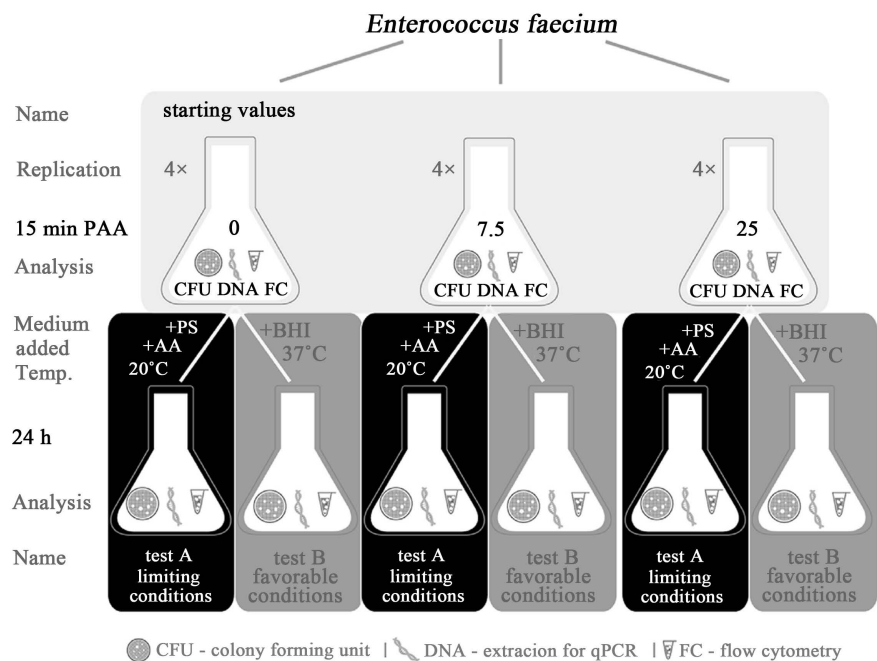 Enterococcus faecium
Name
starting values
Replication 4× 4× 4×
15 min PAA 0 7.5 25
Analysis
CFU DNA FC CFU DNA FC CFU DNA FC
Medium +PS +BHI +PS +BHI +PS +BHI
added +AA 37°C +AA 37°C +AA 37°C
Temp. 20°C 20°C 20°C
24 h
Analysis
Name test A test B test A test B test A test B
limiting favorable limiting favorable limiting favorable
conditions conditions conditions conditions conditions conditions
CFU - colony forming unit | DNA - extracion for qPCR | FC - flow cytometry